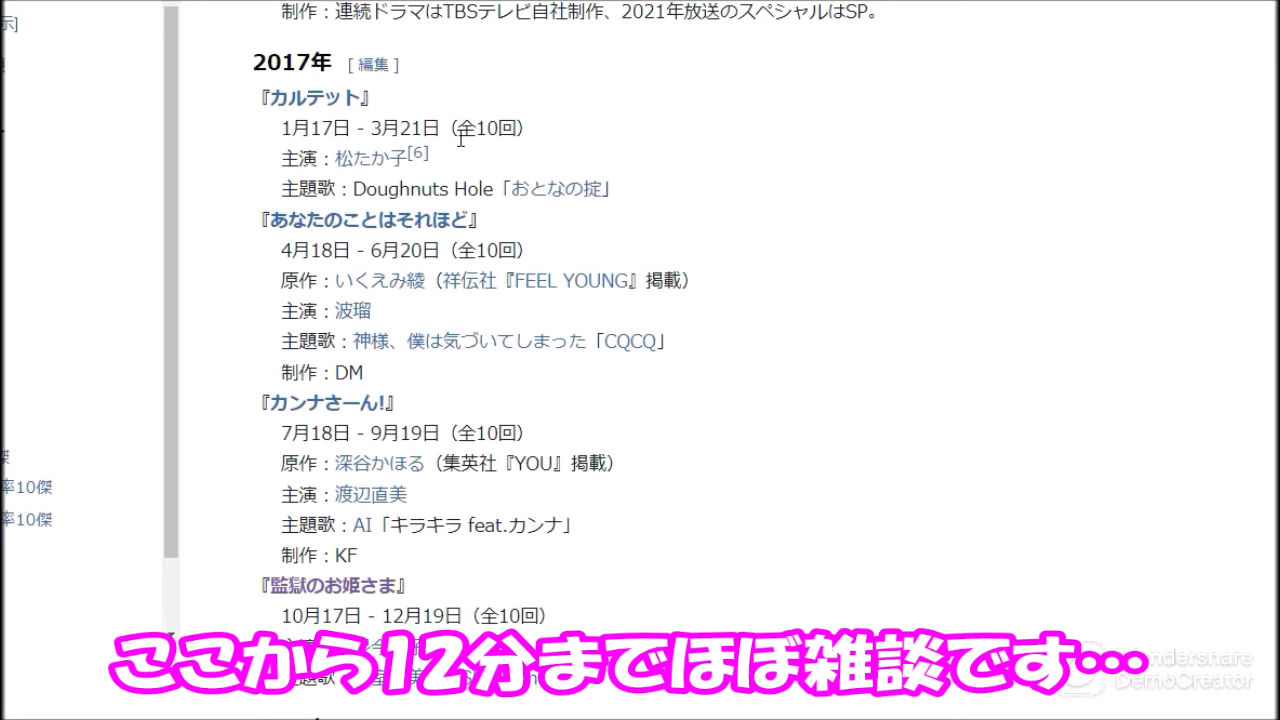 制作：連続ドラマはTBSテレビ自社制作、2021年放送のスペシャルはSP。
示]
2017年 [ 編集 ]
『カルテット』
1月17日 - 3月21日（全10回）
主演：松たか子[6]
主題歌：Doughnuts Hole「おとなの掟」
『あなたのことはそれほど』
4月18日 - 6月20日（全10回）
原作：いくえみ綾（祥伝社『FEEL YOUNG』掲載）
主演：波瑠
主題歌：神様、僕は気づいてしまった「CQCQ」
制作：DM
『カンナさーん!』
7月18日 - 9月19日（全10回）
原作：深谷かほる（集英社『YOU』掲載）
傑
率10傑
主演：渡辺直美
率10傑
主題歌：AI「キラキラ feat.カンナ」
制作：KF
『監獄のお姫さま』
10月17日 - 12月19日（全10回）
ここから12分までほぼ雑談です…
ndershare
DemoCreator